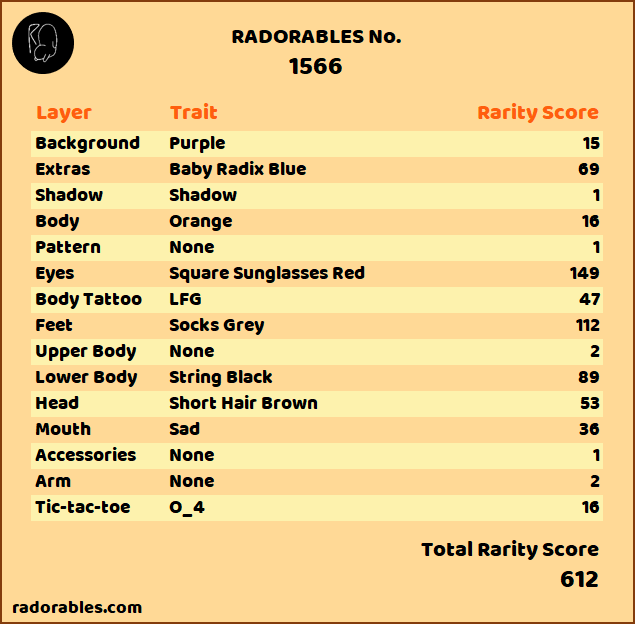 RADORABLES No.
1566
Layer Trait Rarity Score
Background Purple 15
Extras Baby Radix Blue 69
Shadow Shadow 1
Body Orange 16
Pattern None 1
Eyes Square Sunglasses Red 149
Body Tattoo LFG 47
Feet Socks Grey 112
Upper Body None 2
Lower Body String Black 89
Head Short Hair Brown 53
Mouth Sad 36
Accessories None 1
Arm None 2
Tic-tac-toe O_4 16
Total Rarity Score
612
radorables.com